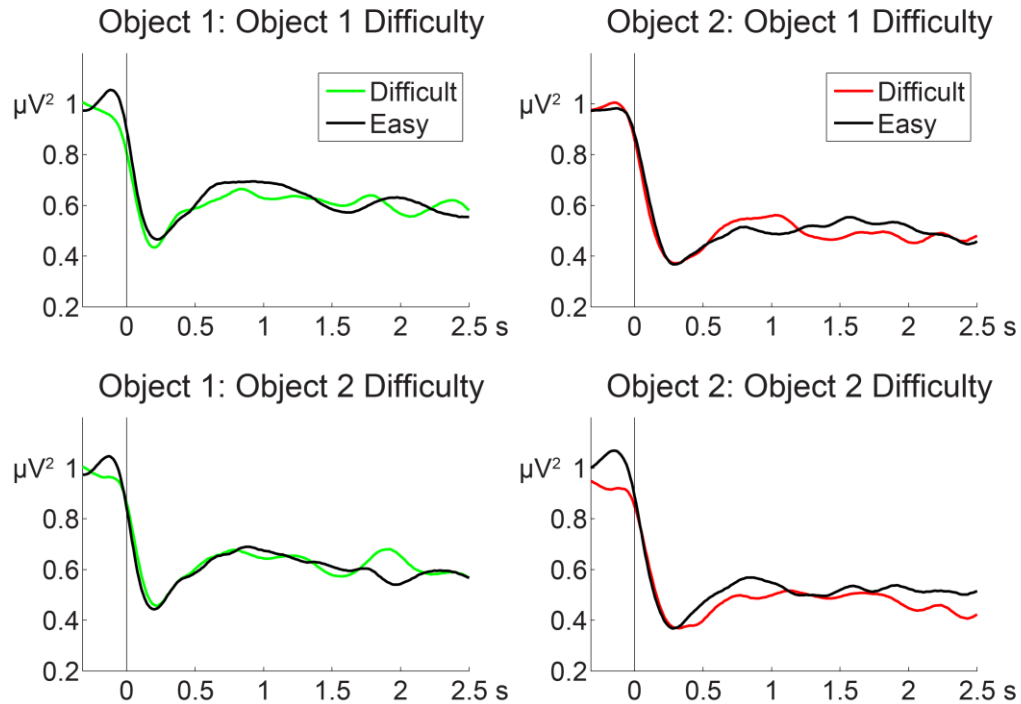 Object 1: Object 1 Difficulty
Object 2: Object 1 Difficulty
μV² 1
0.8
0.6
0.4
0.2
0 0.5 1 1.5 2 2.5 s
Difficult
Easy
μV² 1
0.8
0.6
0.4
0.2
0 0.5 1 1.5 2 2.5 s
Difficult
Easy
Object 1: Object 2 Difficulty
Object 2: Object 2 Difficulty
μV² 1
0.8
0.6
0.4
0.2
0 0.5 1 1.5 2 2.5 s
μV² 1
0.8
0.6
0.4
0.2
0 0.5 1 1.5 2 2.5 s